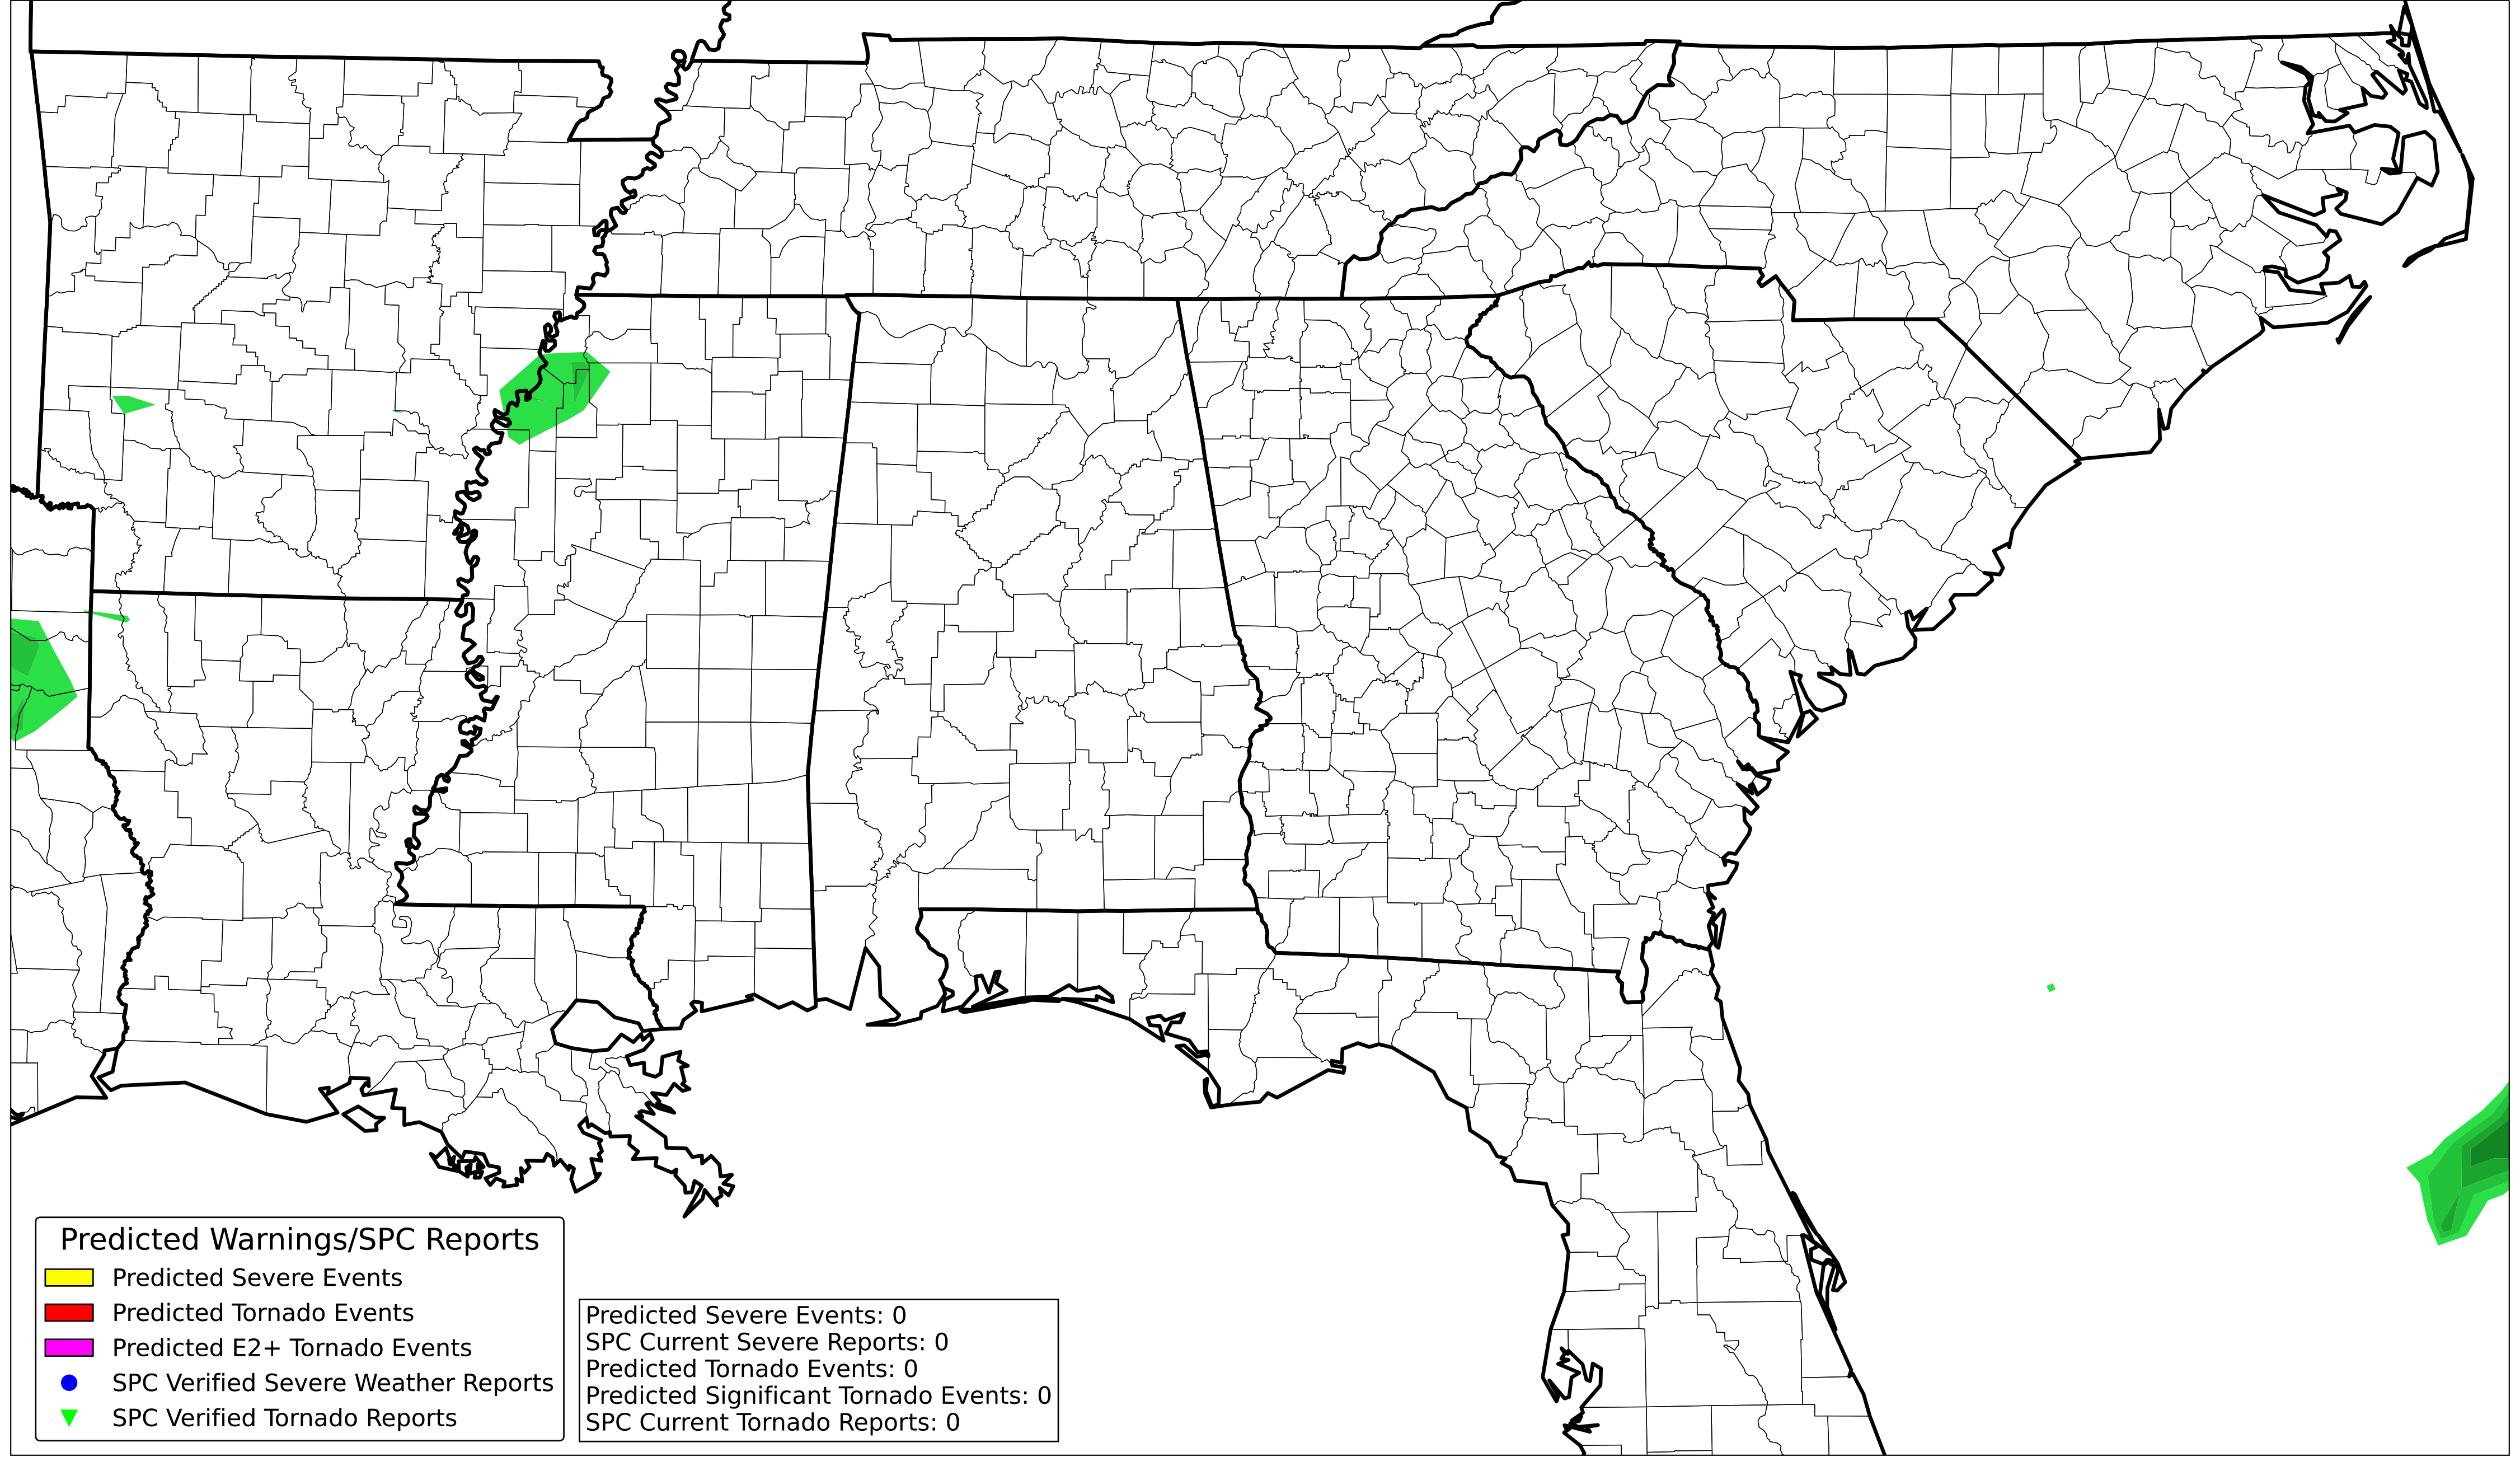 Predicted Warnings/SPC Reports
Predicted Severe Events
Predicted Tornado Events
Predicted E2+ Tornado Events
SPC Verified Severe Weather Reports
SPC Verified Tornado Reports
Predicted Severe Events: 0
SPC Current Severe Reports: 0
Predicted Tornado Events: 0
Predicted Significant Tornado Events: 0
SPC Current Tornado Reports: 0